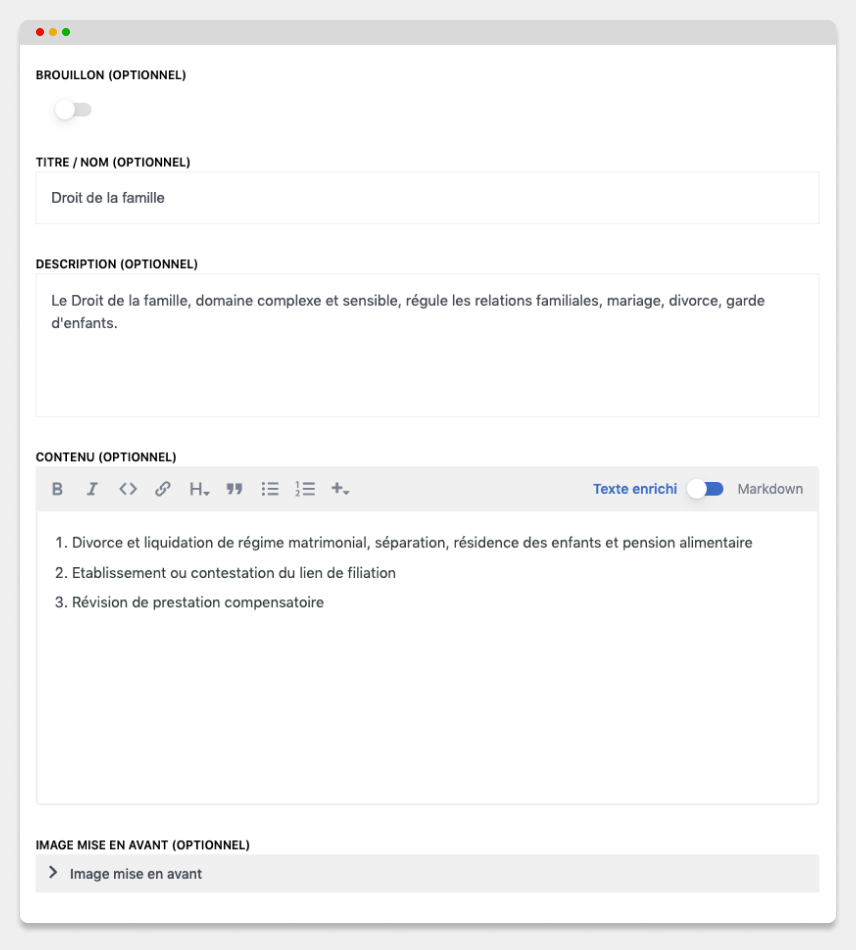 BROUILLON (OPTIONNEL)
TITRE / NOM (OPTIONNEL)
Droit de la famille
DESCRIPTION (OPTIONNEL)
Le Droit de la famille, domaine complexe et sensible, régule les relations familiales, mariage, divorce, garde
d'enfants.
CONTENU (OPTIONNEL)
B I <> H Texte enrichi Markdown
1. Divorce et liquidation de régime matrimonial, séparation, résidence des enfants et pension alimentaire
2. Etablissement ou contestation du lien de filiation
3. Révision de prestation compensatoire
IMAGE MISE EN AVANT (OPTIONNEL)
Image mise en avant